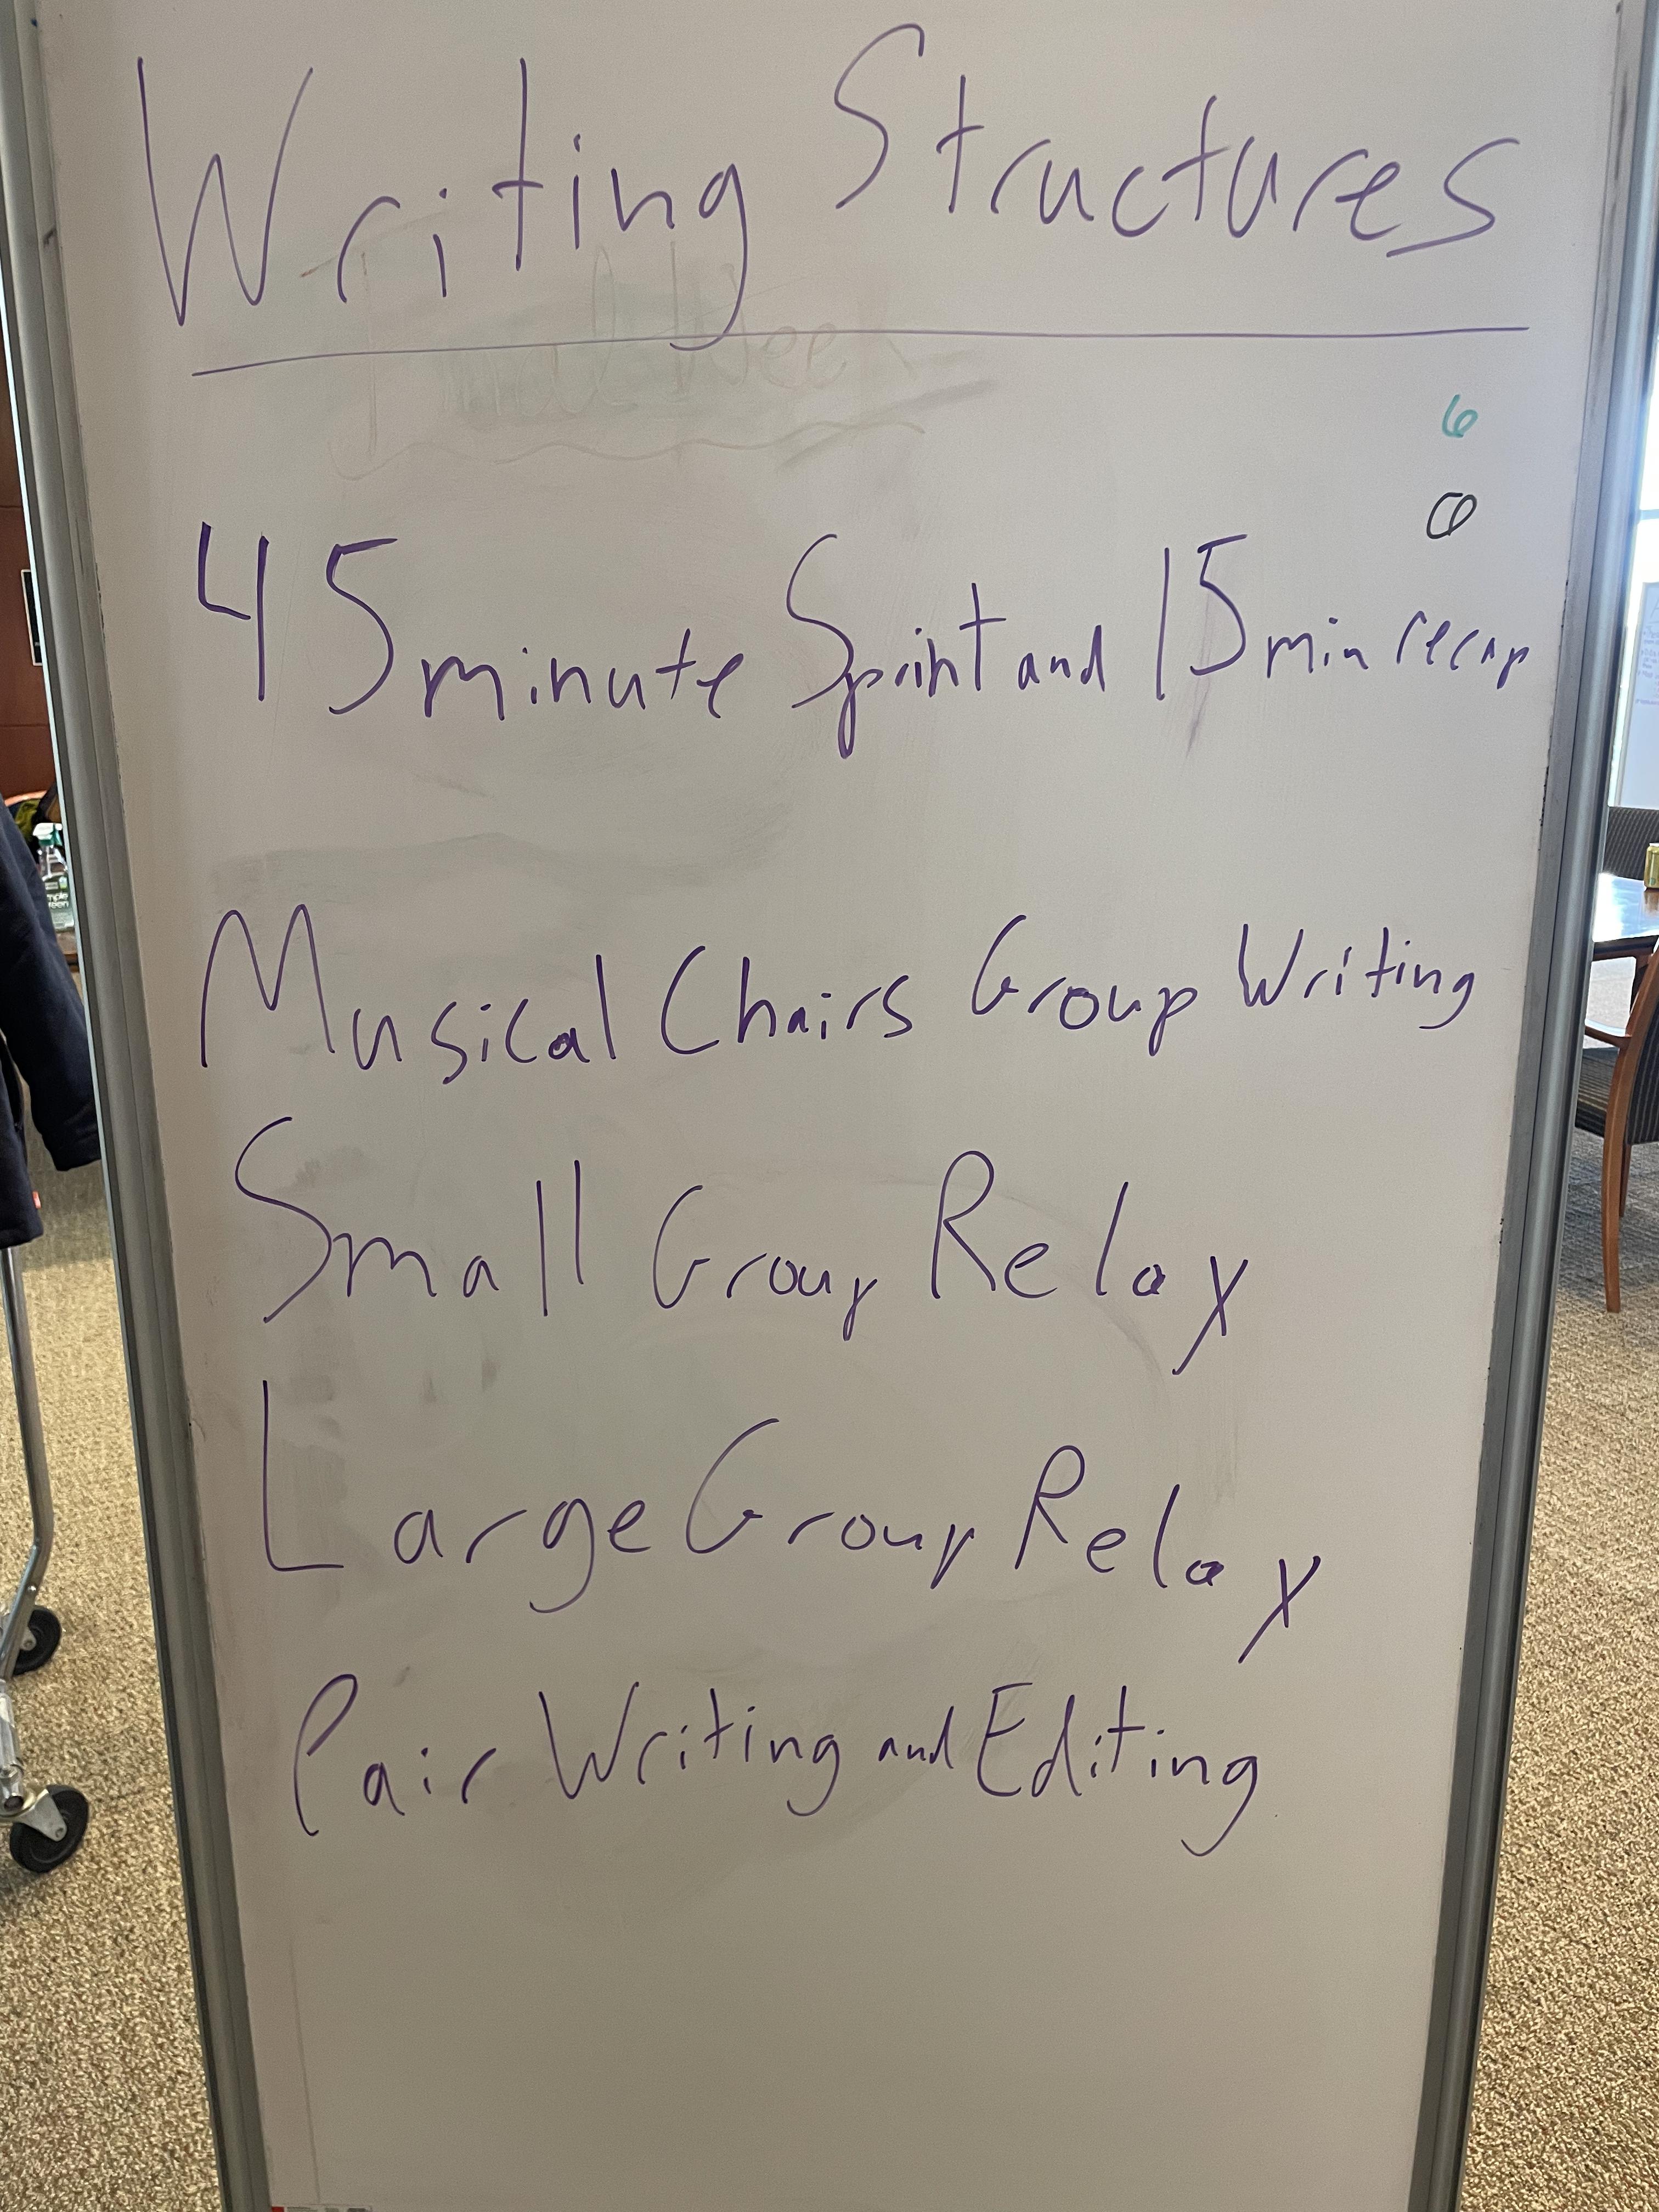 Writing Structures
6
45 minute Sprint and 15 min recap
Musical Chairs Group Writing
Small Group Relax
Large Group Relax
Pair Writing and Editing